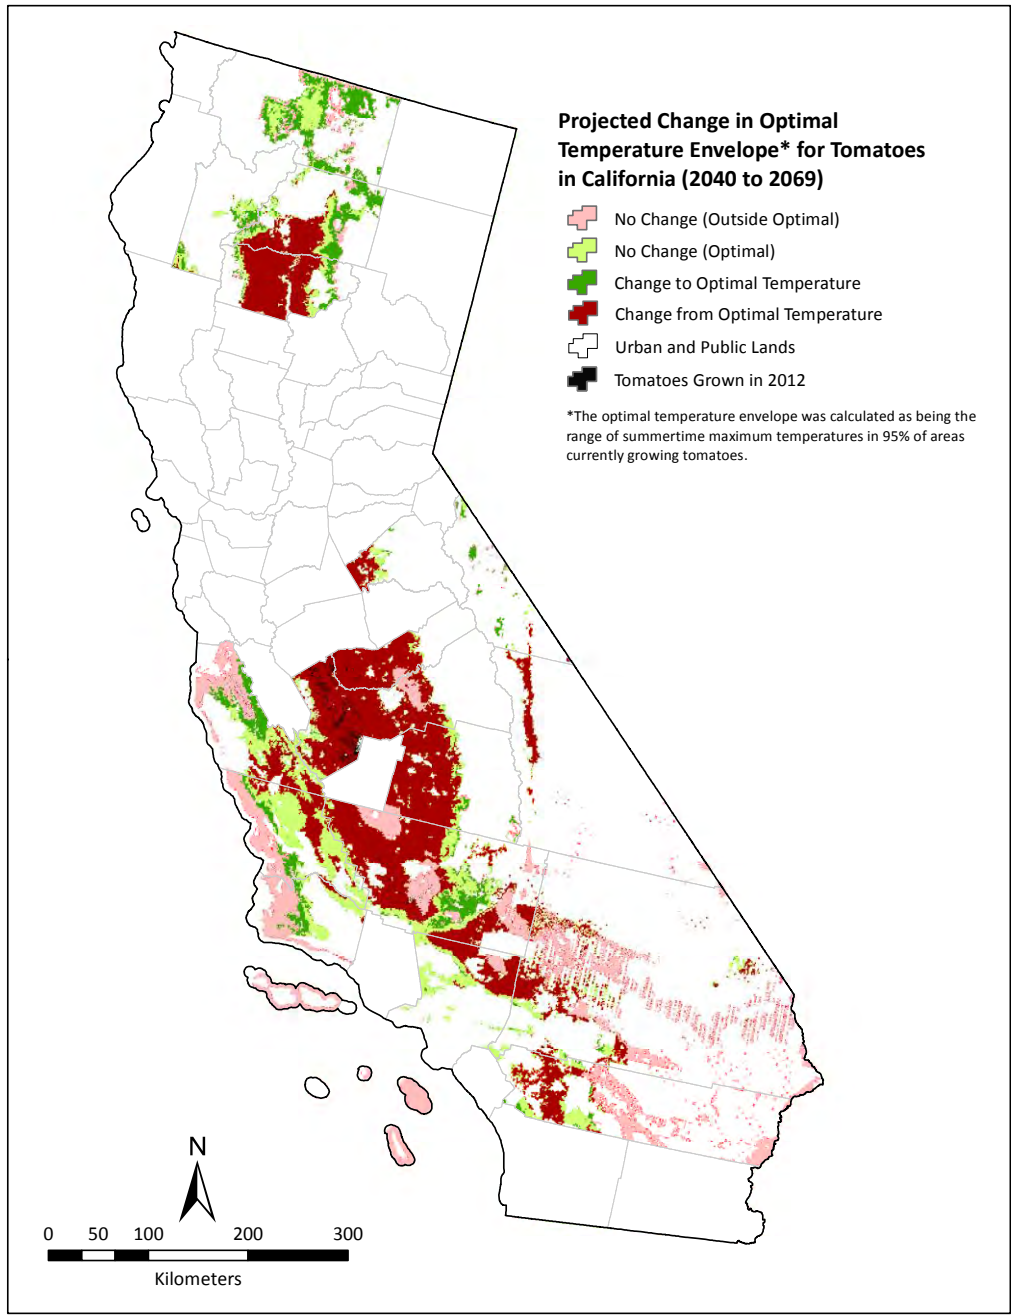 Projected Change in Optimal
Temperature Envelope* for Tomatoes
in California (2040 to 2069)
No Change (Outside Optimal)
No Change (Optimal)
Change to Optimal Temperature
Change from Optimal Temperature
Urban and Public Lands
Tomatoes Grown in 2012
*The optimal temperature envelope was calculated as being the
range of summertime maximum temperatures in 95% of areas
currently growing tomatoes.
N
0 50 100 200 300
Kilometers